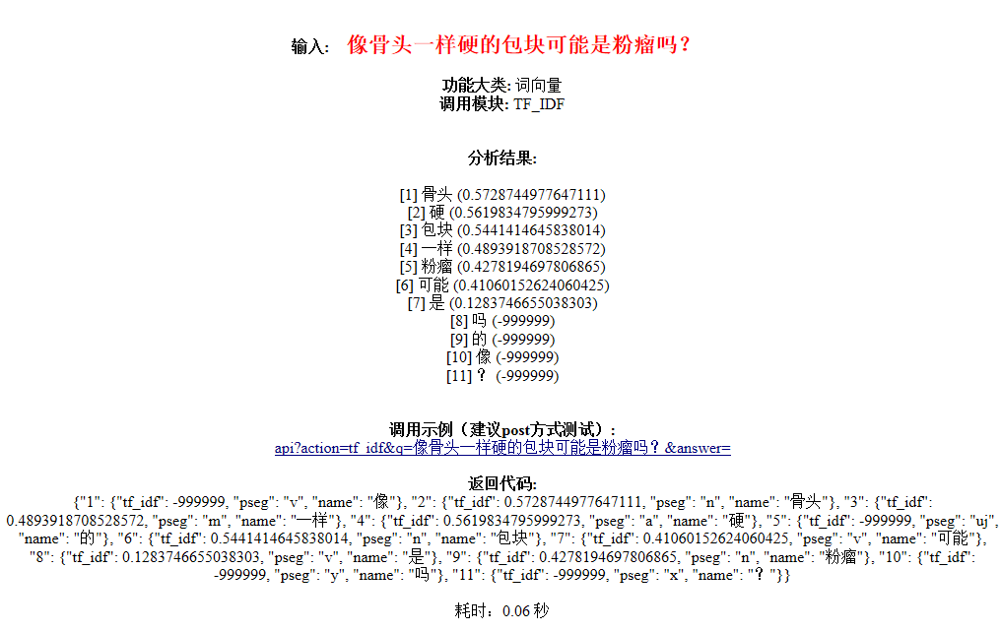 输入: 像骨头一样硬的包块可能是粉瘤吗?
功能大类: 词向量
调用模块: TF_IDF
分析结果:
[1] 骨头 (0.5728744977647111)
[2] 硬 (0.5619834795999273)
[3] 包块 (0.5441414645838014)
[4] 一样 (0.4893918708528572)
[5] 粉瘤 (0.4278194697806865)
[6] 可能 (0.41060152624060425)
[7] 是 (0.1283746655038303)
[8] 吗 (-999999)
[9] 的 (-999999)
[10] 像 (-999999)
[11] ? (-999999)
调用示例（建议post方式测试）:
api?action=tf_idf&q=像骨头一样硬的包块可能是粉瘤吗? &answer=
返回代码:
{"1": {"tf_idf": -999999, "pseg": "v", "name": "像"}, "2": {"tf_idf": 0.5728744977647111, "pseg": "n", "name": "骨头"}, "3": {"tf_idf":
0.4893918708528572, "pseg": "m", "name": "一样"}, "4": {"tf_idf": 0.5619834795999273, "pseg": "a", "name": "硬"}, "5": {"tf_idf": -999999, "pseg": "uj",
"name": "的"}, "6": {"tf_idf": 0.5441414645838014, "pseg": "n", "name": "包块"}, "7": {"tf_idf": 0.41060152624060425, "pseg": "v", "name": "可能"},
"8": {"tf_idf": 0.1283746655038303, "pseg": "v", "name": "是"}, "9": {"tf_idf": 0.4278194697806865, "pseg": "n", "name": "粉瘤"}, "10": {"tf_idf":
-999999, "pseg": "y", "name": "吗"}, "11": {"tf_idf": -999999, "pseg": "x", "name": "? "}}
耗时：0.06 秒